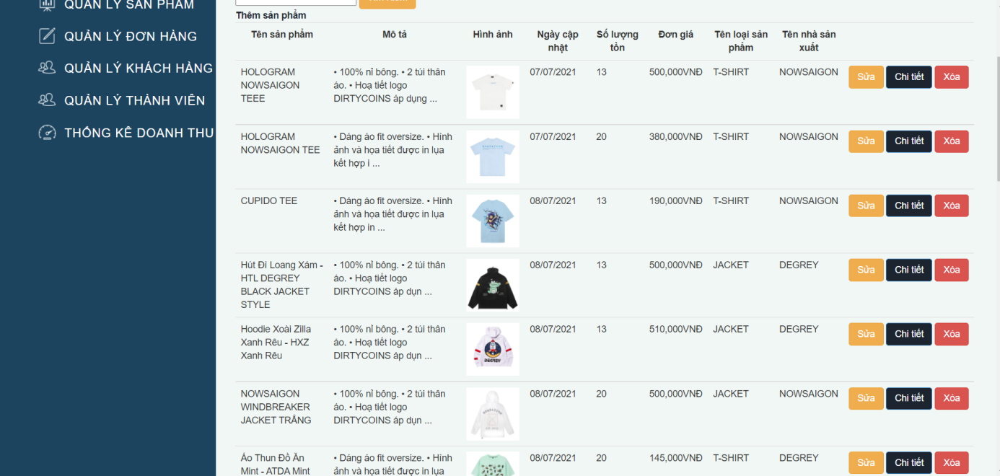 QUẢN LÝ SẢN PHẨM
QUẢN LÝ ĐƠN HÀNG
QUẢN LÝ KHÁCH HÀNG
QUẢN LÝ THÀNH VIÊN
THỐNG KÊ DOANH THU
Thêm sản phẩm
Tên sản phẩm Mô tả Hình ảnh Ngày cập Số lượng Đơn giá Tên loại sản Tên nhà sản
nhật tồn phẩm xuất
HOLOGRAM • 100% nỉ bông. • 2 túi thân 07/07/2021 13 500,000VNĐ T-SHIRT NOWSAIGON Sửa Chi tiết Xóa
NOWSAIGON áo. • Hoạ tiết logo
TEEE DIRTYCOINS áp dụng ...
HOLOGRAM • Dáng áo fit oversize. • Hình 07/07/2021 20 380,000VNĐ T-SHIRT NOWSAIGON Sửa Chi tiết Xóa
NOWSAIGON TEE ảnh và họa tiết được in lụa
kết hợp i ...
CUPIDO TEE • Dáng áo fit oversize. • Hình 08/07/2021 13 190,000VNĐ T-SHIRT NOWSAIGON Sửa Chi tiết Xóa
ảnh và họa tiết được in lụa
kết hợp in ...
Hút Đi Loang Xám - • 100% nỉ bông. • 2 túi thân 08/07/2021 13 500,000VNĐ JACKET DEGREY Sửa Chi tiết Xóa
HTL DEGREY áo. • Hoạ tiết logo
BLACK JACKET DIRTYCOINS áp dụn ...
STYLE
Hoodie Xoài Zilla • 100% nỉ bông. • 2 túi thân 08/07/2021 13 510,000VNĐ JACKET DEGREY Sửa Chi tiết Xóa
Xanh Rêu - HXZ áo. • Hoạ tiết logo
Xanh Rêu DIRTYCOINS áp dụn ...
DEGREY
NOWSAIGON • 100% nỉ bông. • 2 túi thân 08/07/2021 20 500,000VNĐ JACKET NOWSAIGON Sửa Chi tiết Xóa
WINDBREAKER áo. • Hoạ tiết logo
JACKET TRẮNG DIRTYCOINS áp dụn ...
Áo Thun Đồ Ăn • Dáng áo fit oversize. • Hình 08/07/2021 20 145,000VNĐ T-SHIRT DEGREY Sửa Chi tiết Xóa
Mint - ATDA Mint ảnh và họa tiết được in lụa